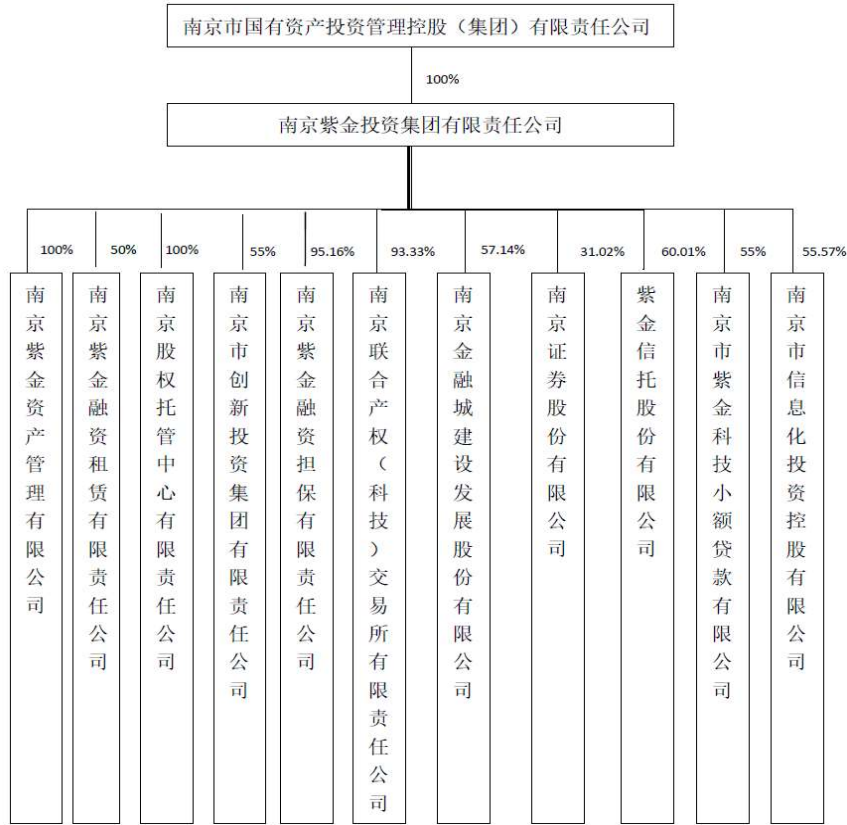 南京市国有资产投资管理控股（集团）有限责任公司
100%
南京紫金投资集团有限责任公司
100%
50%
100%
55%
95.16%
93.33%
57.14%
31.02%
60.01%
55%
55.57%
南京紫金资产管理有限公司
南京紫金融资租赁有限责任公司
南京股权托管中心有限责任公司
南京市创新投资集团有限责任公司
南京紫金融资担保有限责任公司
南京联合产权（科技）交易所有限责任公司
南京金融城建设发展股份有限公司
南京证券股份有限公司
紫金信托股份有限公司
南京市紫金科技小额贷款有限公司
南京市信息化投资控股有限公司